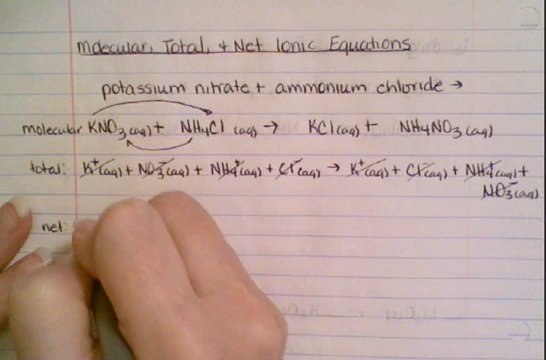 Molecular, Total, + Net Ionic Equations
potassium nitrate + ammonium chloride →
molecular KNO₃(aq) + NH₄Cl (aq) → KCl(aq) + NH₄NO₃(aq)
total: K⁺(aq) + NO₃⁻(aq) + NH₄⁺(aq) + Cl⁻(aq) → K⁺(aq) + Cl⁻(aq) + NH₄⁺(aq) +
NO₃⁻(aq)
net: